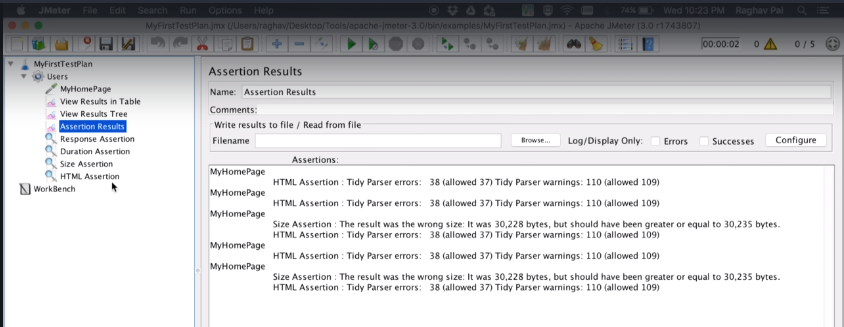 JMeter File Edit Search Run Options Help 74% Wed 10:23 PM Raghav Pal
MyFirstTestPlan.jmx (/Users/raghav/Desktop/Tools/apache-jmeter-3.0/bin/examples/MyFirstTestPlan.jmx) - Apache JMeter (3.0 r1743807)
00:00:02 0 0 / 5
MyFirstTestPlan
Users
MyHomePage
View Results in Table
View Results Tree
Assertion Results
Response Assertion
Duration Assertion
Size Assertion
HTML Assertion
WorkBench
Assertion Results
Name: Assertion Results
Comments:
Write results to file / Read from file
Filename Browse... Log/Display Only: Errors Successes Configure
Assertions:
MyHomePage
HTML Assertion : Tidy Parser errors: 38 (allowed 37) Tidy Parser warnings: 110 (allowed 109)
MyHomePage
HTML Assertion : Tidy Parser errors: 38 (allowed 37) Tidy Parser warnings: 110 (allowed 109)
MyHomePage
Size Assertion : The result was the wrong size: It was 30,228 bytes, but should have been greater or equal to 30,235 bytes.
HTML Assertion : Tidy Parser errors: 38 (allowed 37) Tidy Parser warnings: 110 (allowed 109)
MyHomePage
HTML Assertion : Tidy Parser errors: 38 (allowed 37) Tidy Parser warnings: 110 (allowed 109)
MyHomePage
Size Assertion : The result was the wrong size: It was 30,228 bytes, but should have been greater or equal to 30,235 bytes.
HTML Assertion : Tidy Parser errors: 38 (allowed 37) Tidy Parser warnings: 110 (allowed 109)